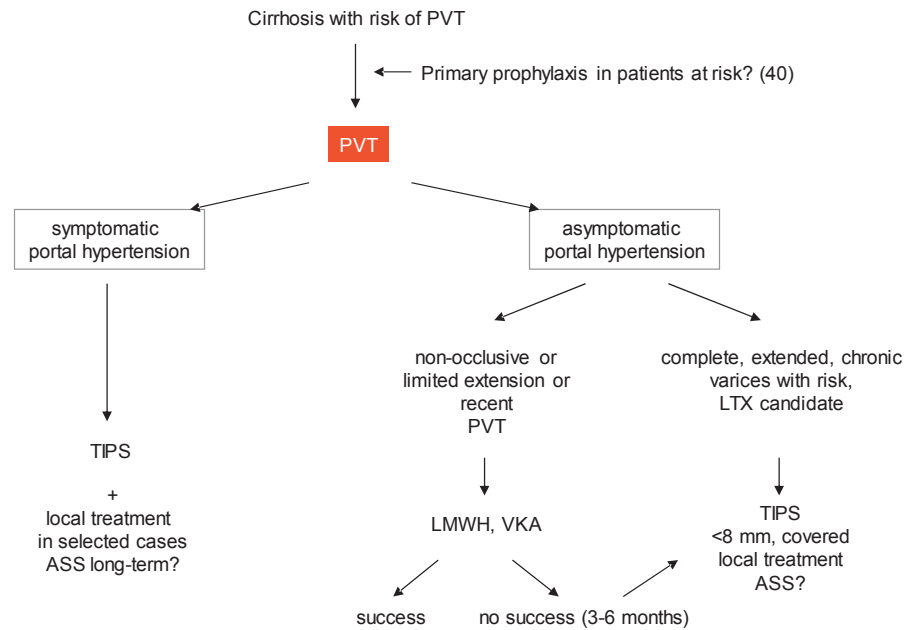 Cirrhosis with risk of PVT
Primary prophylaxis in patients at risk? (40)
PVT
symptomatic
portal hypertension
asymptomatic
portal hypertension
non-occlusive or
limited extension or
recent
PVT
complete, extended, chronic
varices with risk,
LTX candidate
TIPS
+
local treatment
in selected cases
ASS long-term?
LMWH, VKA
TIPS
<8 mm, covered
local treatment
ASS?
success
no success (3-6 months)